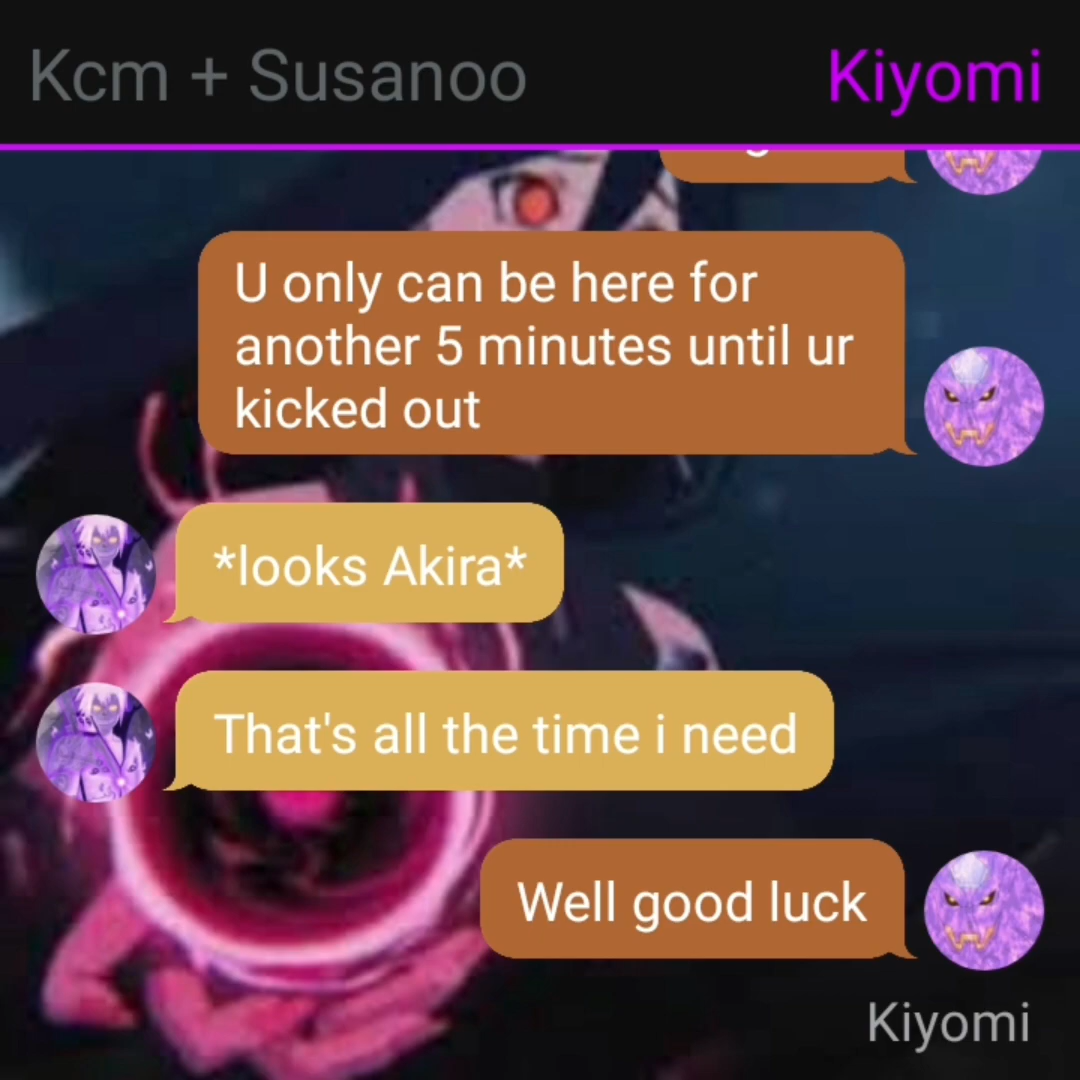 Kcm + Susanoo
Kiyomi
U only can be here for
another 5 minutes until ur
kicked out
*looks Akira*
That's all the time i need
Well good luck
Kiyomi